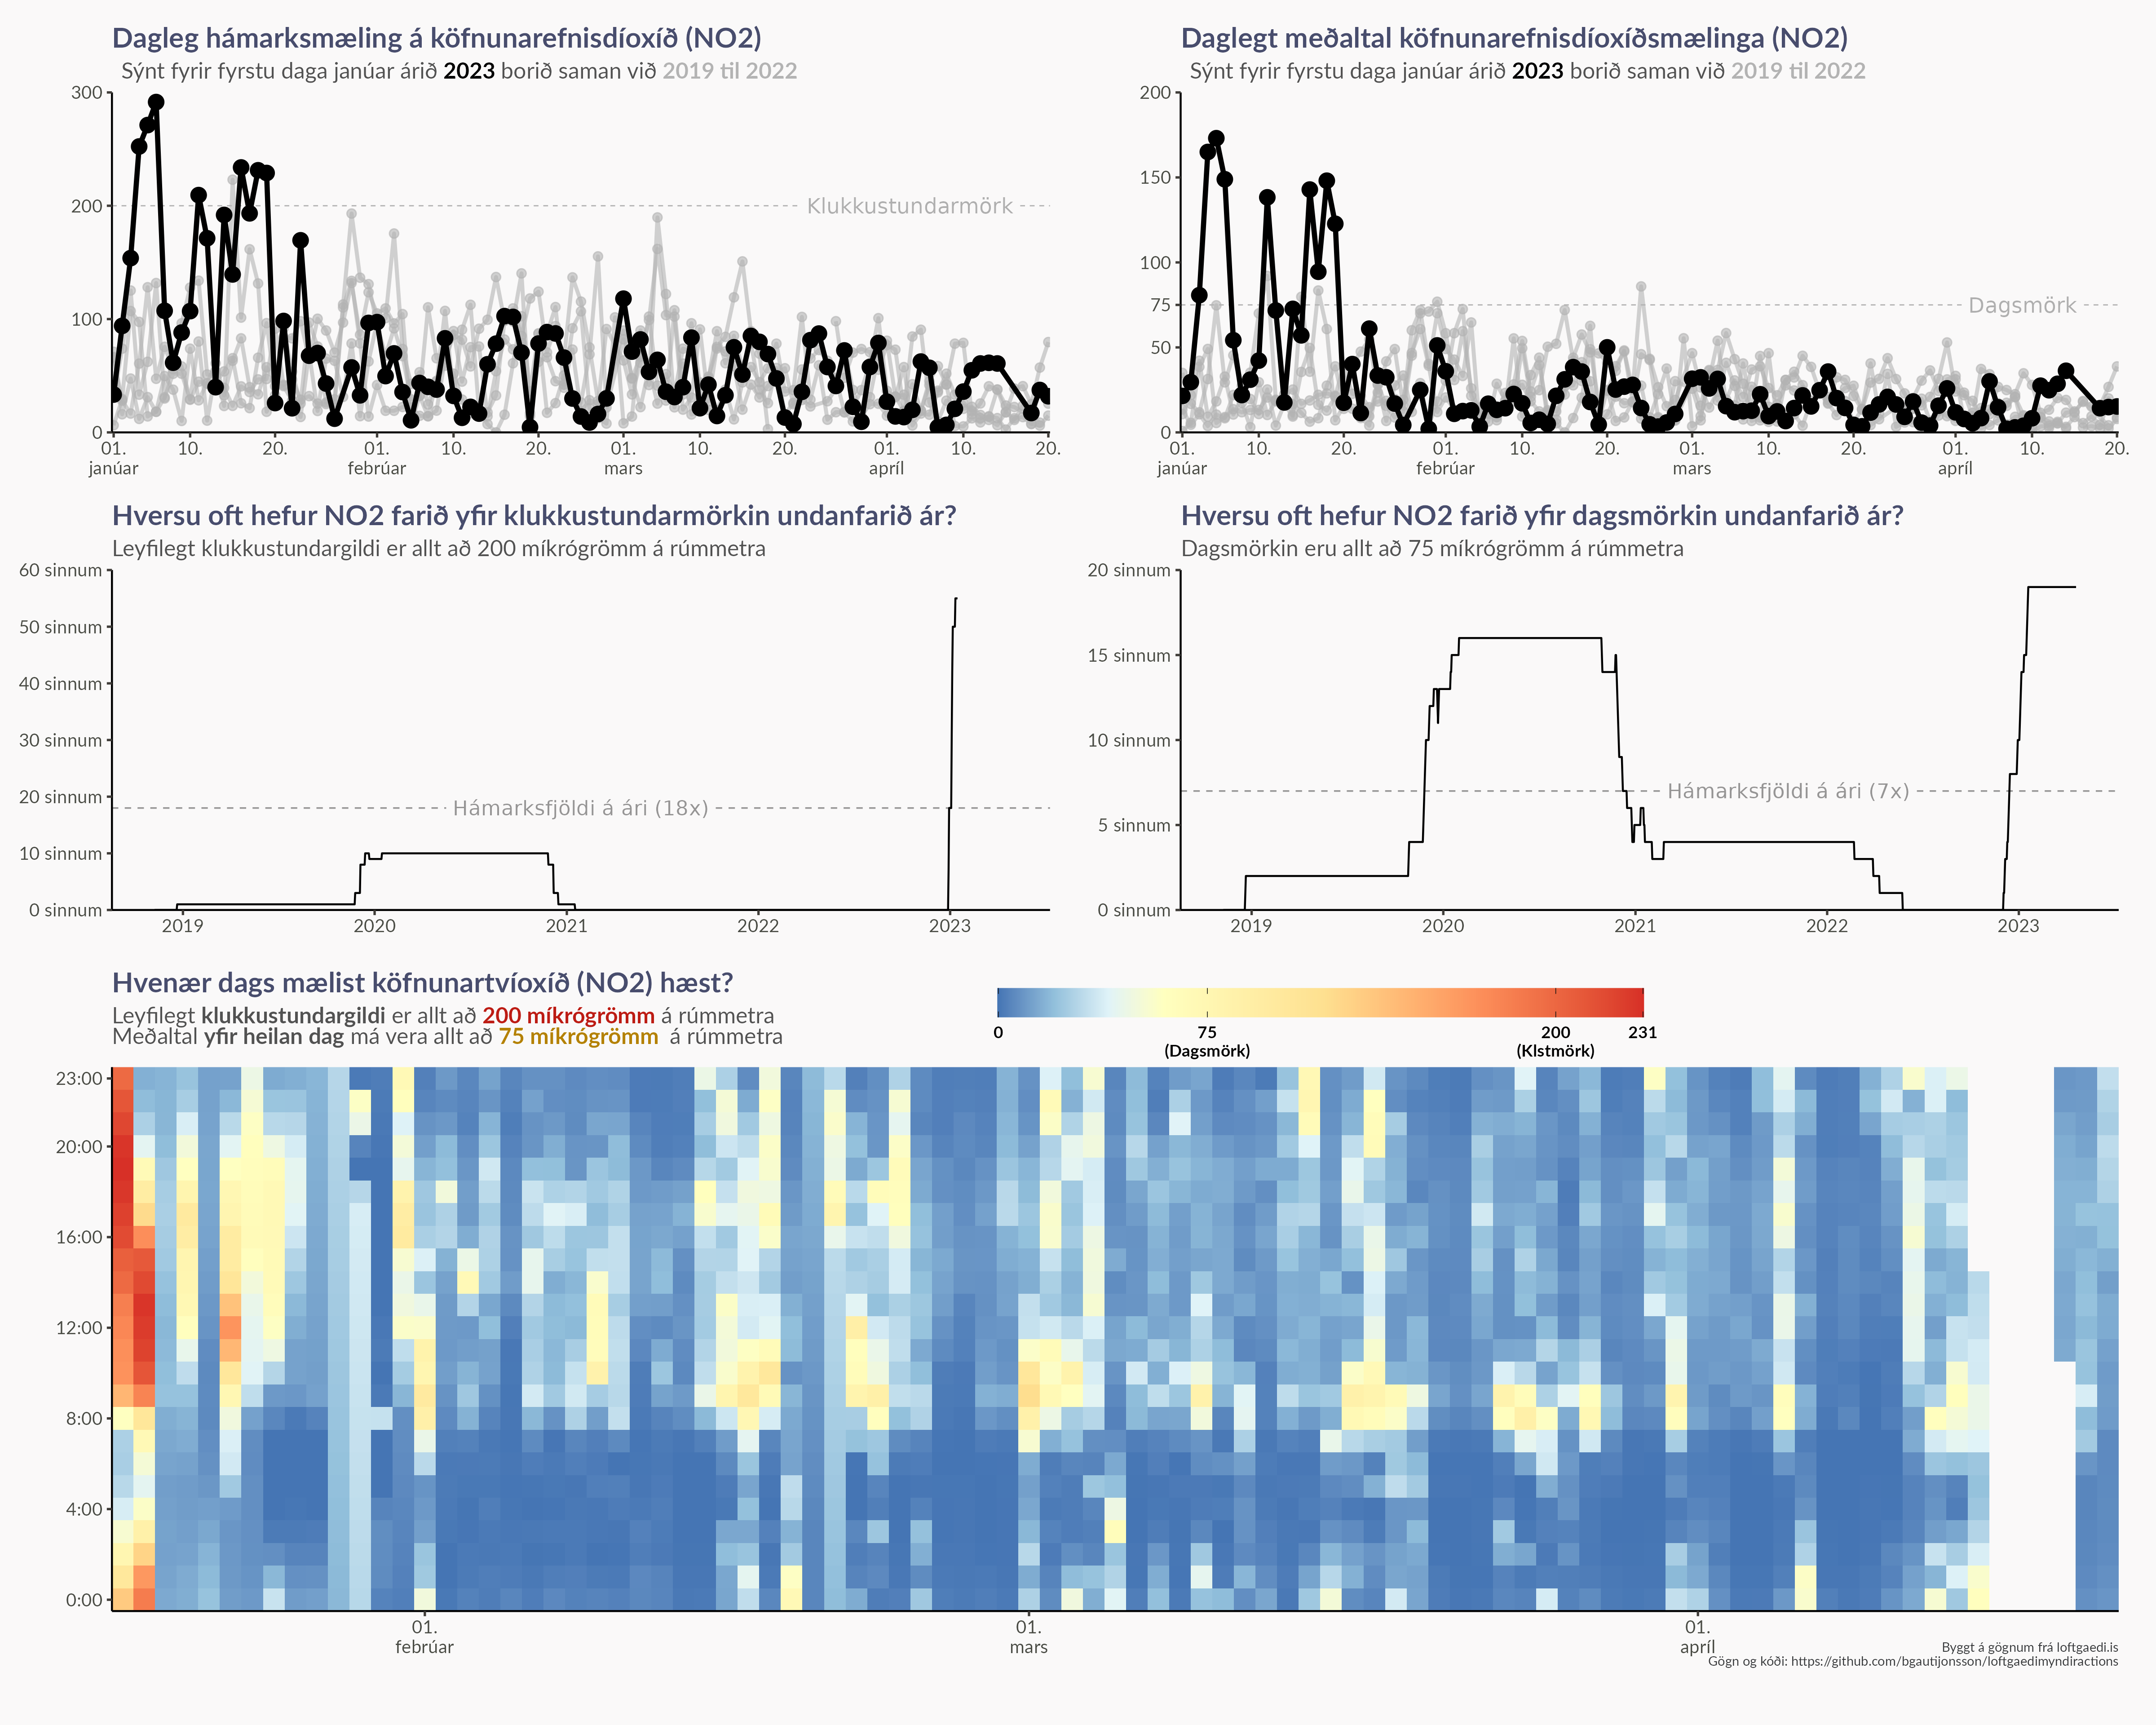 Dagleg hámarksmæling á köfnunarefnisdíoxíð (NO2)
Sýnt fyrir fyrstu daga janúar árið 2023 borið saman við 2019 til 2022
300
200
100
0
Klukkustundarmörk
01. 10. 20. 01. 10. 20. 01. 10. 20. 01. 10. 20.
janúar febrúar mars apríl
Daglegt meðaltal köfnunarefnisdíoxíðsmælinga (NO2)
Sýnt fyrir fyrstu daga janúar árið 2023 borið saman við 2019 til 2022
200
150
100
75
50
0
Dagsmörk
01. 10. 20. 01. 10. 20. 01. 10. 20. 01. 10. 20.
janúar febrúar mars apríl
Hversu oft hefur NO2 farið yfir klukkustundarmörkin undanfarið ár?
Leyfilegt klukkustundargildi er allt að 200 míkrógrömm á rúmmetra
60 sinnum
50 sinnum
40 sinnum
30 sinnum
20 sinnum
10 sinnum
0 sinnum
Hámarksfjöldi á ári (18x)
2019 2020 2021 2022 2023
Hversu oft hefur NO2 farið yfir dagsmörkin undanfarið ár?
Dagsmörkin eru allt að 75 míkrógrömm á rúmmetra
20 sinnum
15 sinnum
10 sinnum
5 sinnum
0 sinnum
Hámarksfjöldi á ári (7x)
2019 2020 2021 2022 2023
Hvenær dags mælist köfnunartvíoxíð (NO2) hæst?
Leyfilegt klukkustundargildi er allt að 200 míkrógrömm á rúmmetra
Meðaltal yfir heilan dag má vera allt að 75 míkrógrömm á rúmmetra
0 75 200 231
(Dagsmörk) (Klstmörk)
23:00
20:00
16:00
12:00
8:00
4:00
0:00
01. 01. 01.
febrúar mars apríl
Byggt á gögnum frá loftgaedi.is
Gögn og kóði: https://github.com/bgautijonsson/loftgaedimyndiractions